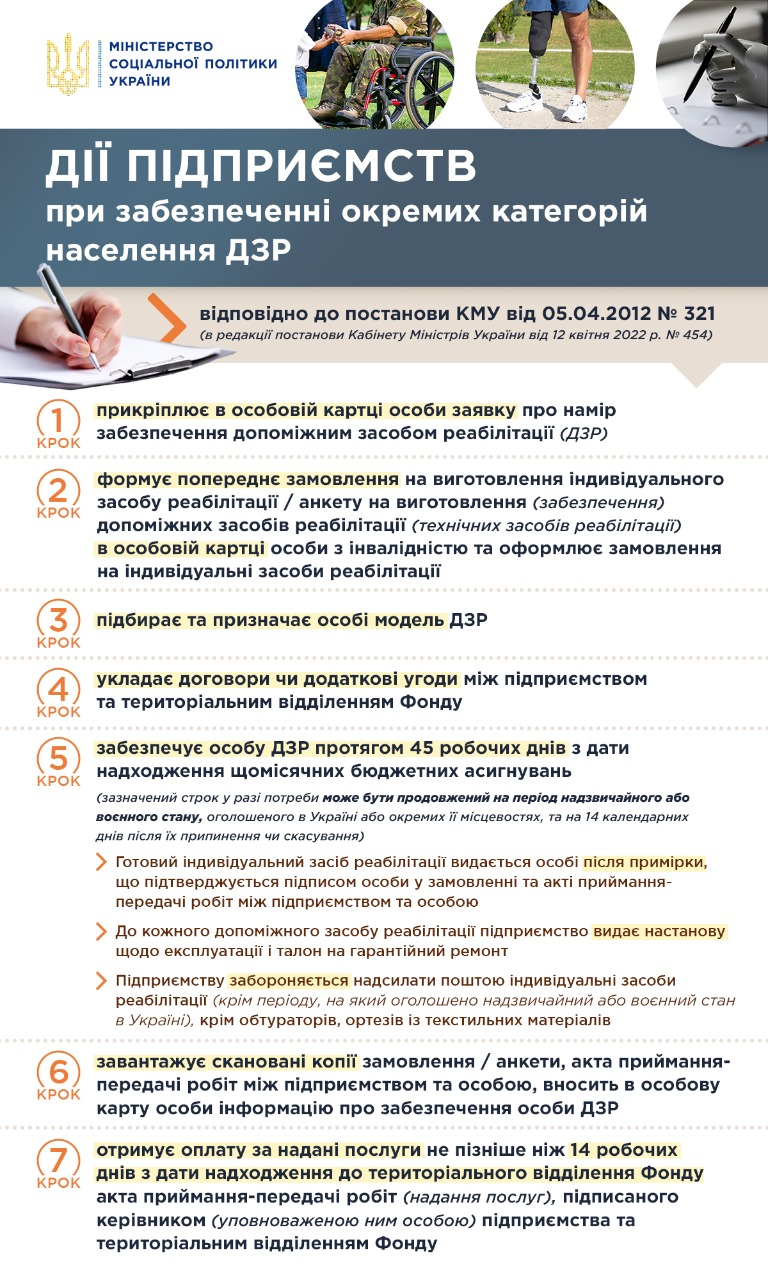 МІНІСТЕРСТВО
СОЦІАЛЬНОЇ ПОЛІТИКИ
УКРАЇНИ
ДІЇ ПІДПРИЄМСТВ
при забезпеченні окремих категорій
населення ДЗР
відповідно до постанови КМУ від 05.04.2012 № 321
(в редакції постанови Кабінету Міністрів України від 12 квітня 2022 р. № 454)
1
КРОК
прикріплює в особовій картці особи заявку про намір
забезпечення допоміжним засобом реабілітації (ДЗР)
2
КРОК
формує попереднє замовлення на виготовлення індивідуального
засобу реабілітації / анкету на виготовлення (забезпечення)
допоміжних засобів реабілітації (технічних засобів реабілітації)
в особовій картці особи з інвалідністю та оформлює замовлення
на індивідуальні засоби реабілітації
3
КРОК
підбирає та призначає особі модель ДЗР
4
КРОК
укладає договори чи додаткові угоди між підприємством
та територіальним відділенням Фонду
5
КРОК
забезпечує особу ДЗР протягом 45 робочих днів з дати
надходження щомісячних бюджетних асигнувань
(зазначений строк у разі потреби може бути продовжений на період надзвичайного або
воєнного стану, оголошеного в Україні або окремих її місцевостях, та на 14 календарних
днів після їх припинення чи скасування)
Готовий індивідуальний засіб реабілітації видається особі після примірки,
що підтверджується підписом особи у замовленні та акті приймання-
передачі робіт між підприємством та особою
До кожного допоміжного засобу реабілітації підприємство видає настанову
щодо експлуатації і талон на гарантійний ремонт
Підприємству забороняється надсилати поштою індивідуальні засоби
реабілітації (крім періоду, на який оголошено надзвичайний або воєнний стан
в Україні), крім обтураторів, ортезів із текстильних матеріалів
6
КРОК
завантажує скановані копії замовлення / анкети, акта приймання-
передачі робіт між підприємством та особою, вносить в особову
карту особи інформацію про забезпечення особи ДЗР
7
КРОК
отримує оплату за надані послуги не пізніше ніж 14 робочих
днів з дати надходження до територіального відділення Фонду
акта приймання-передачі робіт (надання послуг), підписаного
керівником (уповноваженою ним особою) підприємства та
територіальним відділенням Фонду